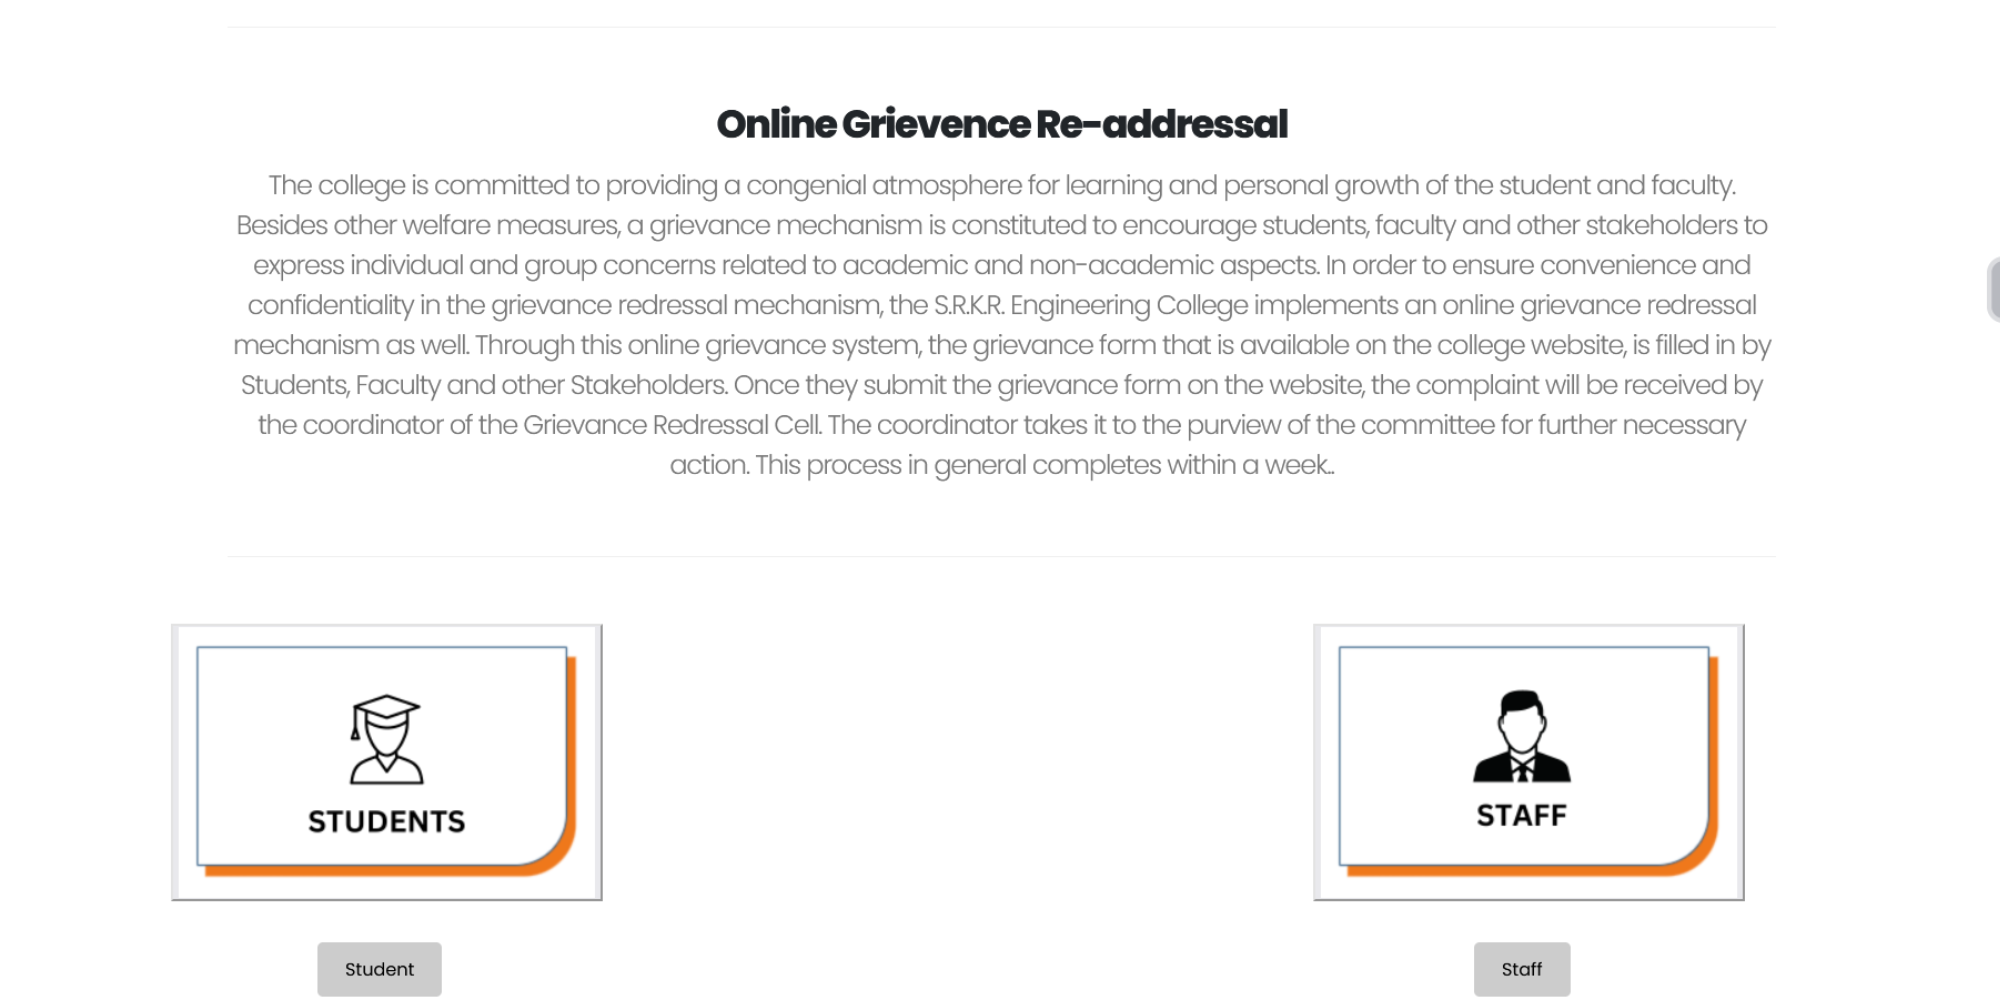 Online Grievence Re-addressal
The college is committed to providing a congenial atmosphere for learning and personal growth of the student and faculty.
Besides other welfare measures, a grievance mechanism is constituted to encourage students, faculty and other stakeholders to
express individual and group concerns related to academic and non-academic aspects. In order to ensure convenience and
confidentiality in the grievance redressal mechanism, the S.R.K.R. Engineering College implements an online grievance redressal
mechanism as well. Through this online grievance system, the grievance form that is available on the college website, is filled in by
Students, Faculty and other Stakeholders. Once they submit the grievance form on the website, the complaint will be received by
the coordinator of the Grievance Redressal Cell. The coordinator takes it to the purview of the committee for further necessary
action. This process in general completes within a week..
STUDENTS
STAFF
Student
Staff